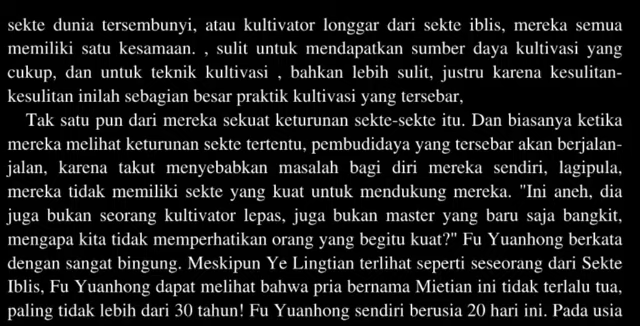 sekte dunia tersembunyi, atau kultivator longgar dari sekte iblis, mereka semua
memiliki satu kesamaan. , sulit untuk mendapatkan sumber daya kultivasi yang
cukup, dan untuk teknik kultivasi , bahkan lebih sulit, justru karena kesulitan-
kesulitan inilah sebagian besar praktik kultivasi yang tersebar,
Tak satu pun dari mereka sekuat keturunan sekte-sekte itu. Dan biasanya ketika
mereka melihat keturunan sekte tertentu, pembudidaya yang tersebar akan berjalan-
jalan, karena takut menyebabkan masalah bagi diri mereka sendiri, lagipula,
mereka tidak memiliki sekte yang kuat untuk mendukung mereka. "Ini aneh, dia
juga bukan seorang kultivator lepas, juga bukan master yang baru saja bangkit,
mengapa kita tidak memperhatikan orang yang begitu kuat?" Fu Yuanhong berkata
dengan sangat bingung. Meskipun Ye Lingtian terlihat seperti seseorang dari Sekte
Iblis, Fu Yuanhong dapat melihat bahwa pria bernama Mietian ini tidak terlalu tua,
paling tidak lebih dari 30 tahun! Fu Yuanhong sendiri berusia 20 hari ini. Pada usia